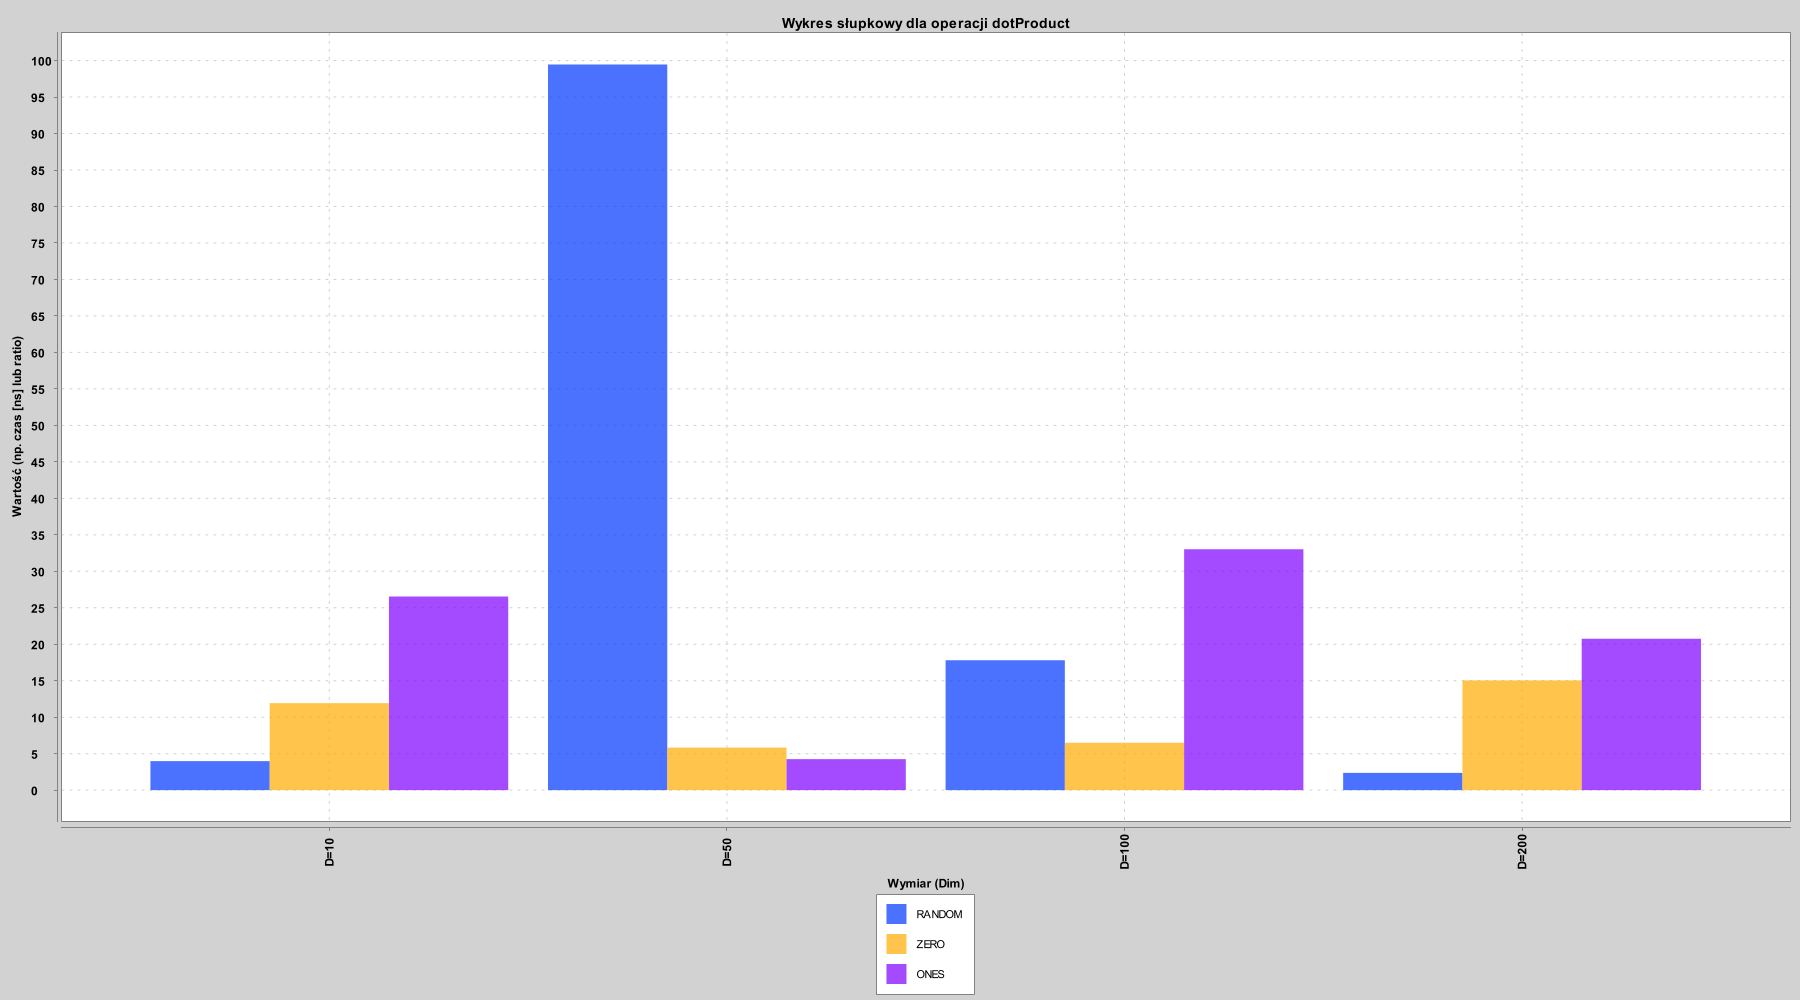 Wykres słupkowy dla operacji dotProduct
Wartość (np. czas [ns] lub ratio)
100
95
90
85
80
75
70
65
60
55
50
45
40
35
30
25
20
15
10
5
0
D=10
D=50
D=100
D=200
Wymiar (Dim)
RANDOM
ZERO
ONES